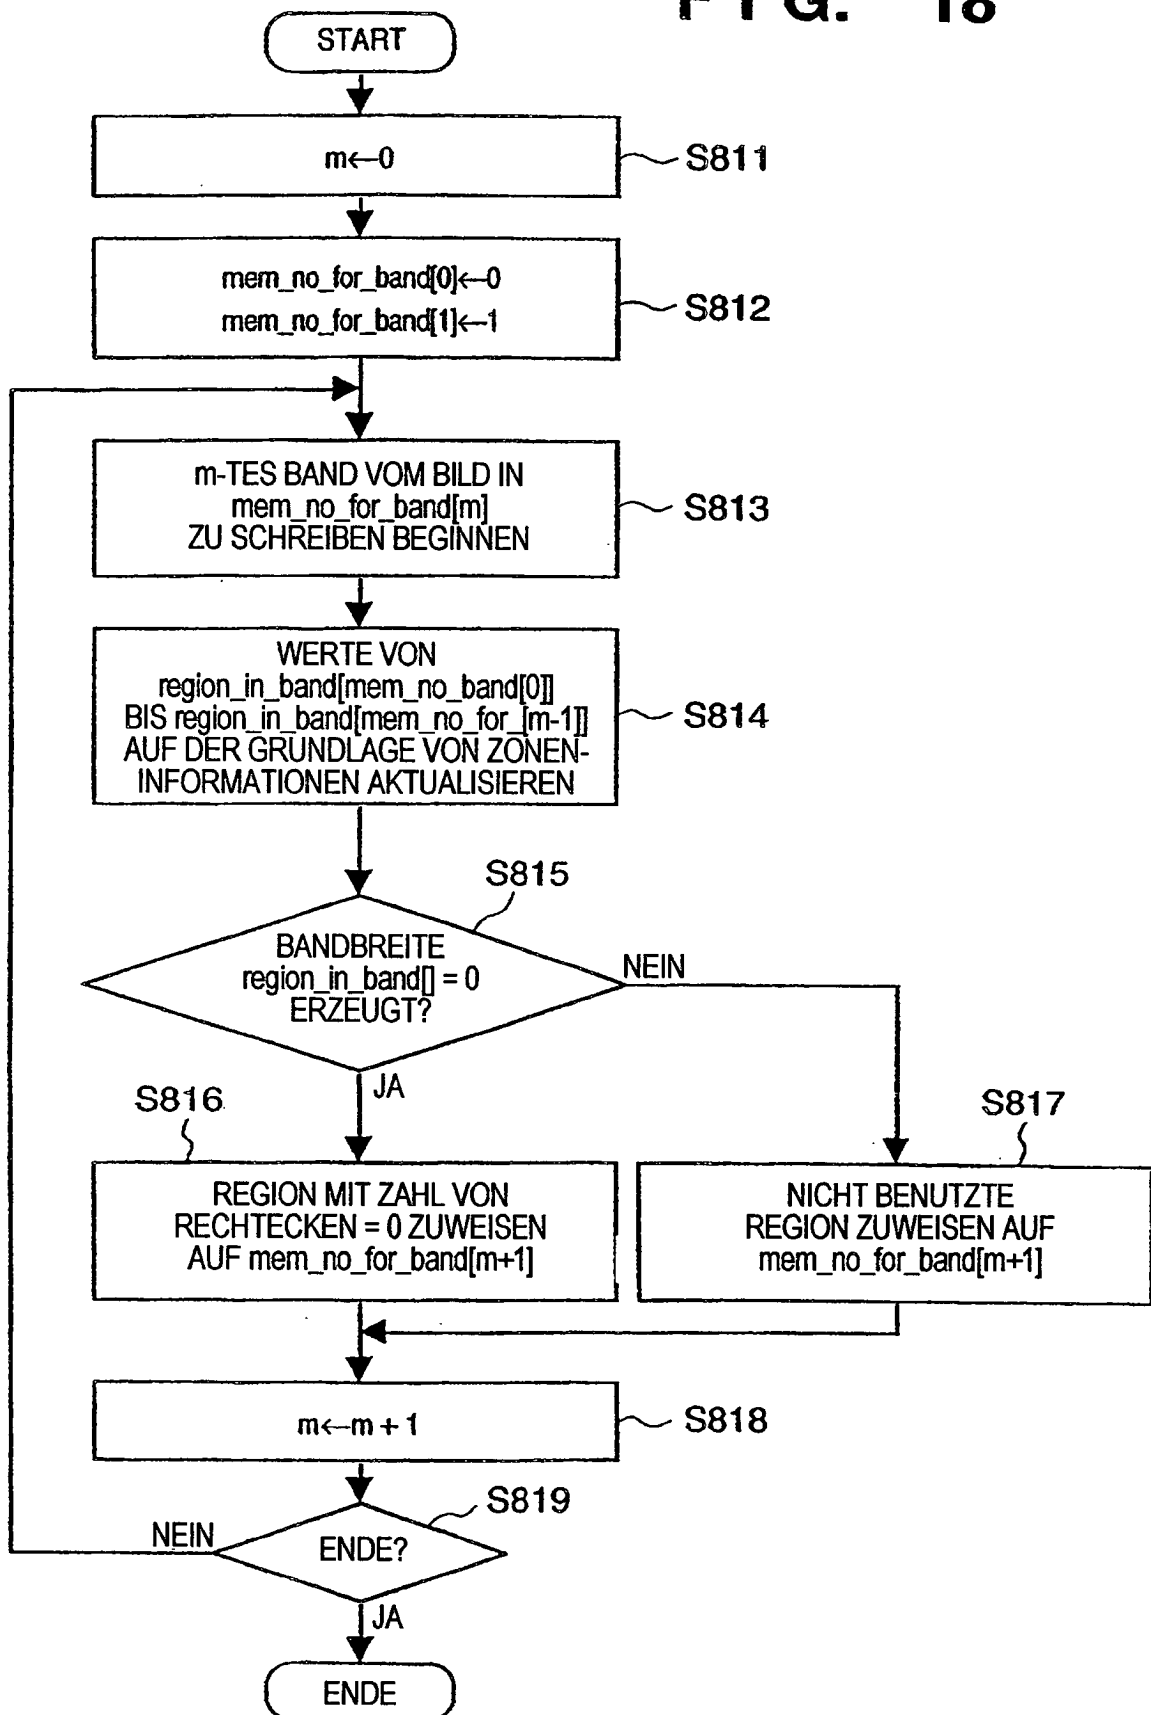 FIG. 18
START
m←0
S811
mem_no_for_band[0]←0
mem_no_for_band[1]←1
S812
m-TES BAND VOM BILD IN
mem_no_for_band[m]
ZU SCHREIBEN BEGINNEN
S813
WERTE VON
region_in_band[mem_no_band[0]]
BIS region_in_band[mem_no_for_[m-1]]
AUF DER GRUNDLAGE VON ZONEN-
INFORMATIONEN AKTUALISIEREN
S814
S815
BANDBREITE
region_in_band[] = 0
ERZEUGT?
NEIN
JA
S816
REGION MIT ZAHL VON
RECHTECKEN = 0 ZUWEISEN
AUF mem_no_for_band[m+1]
S817
NICHT BENUTZTE
REGION ZUWEISEN AUF
mem_no_for_band[m+1]
m←m + 1
S818
S819
ENDE?
NEIN
JA
ENDE